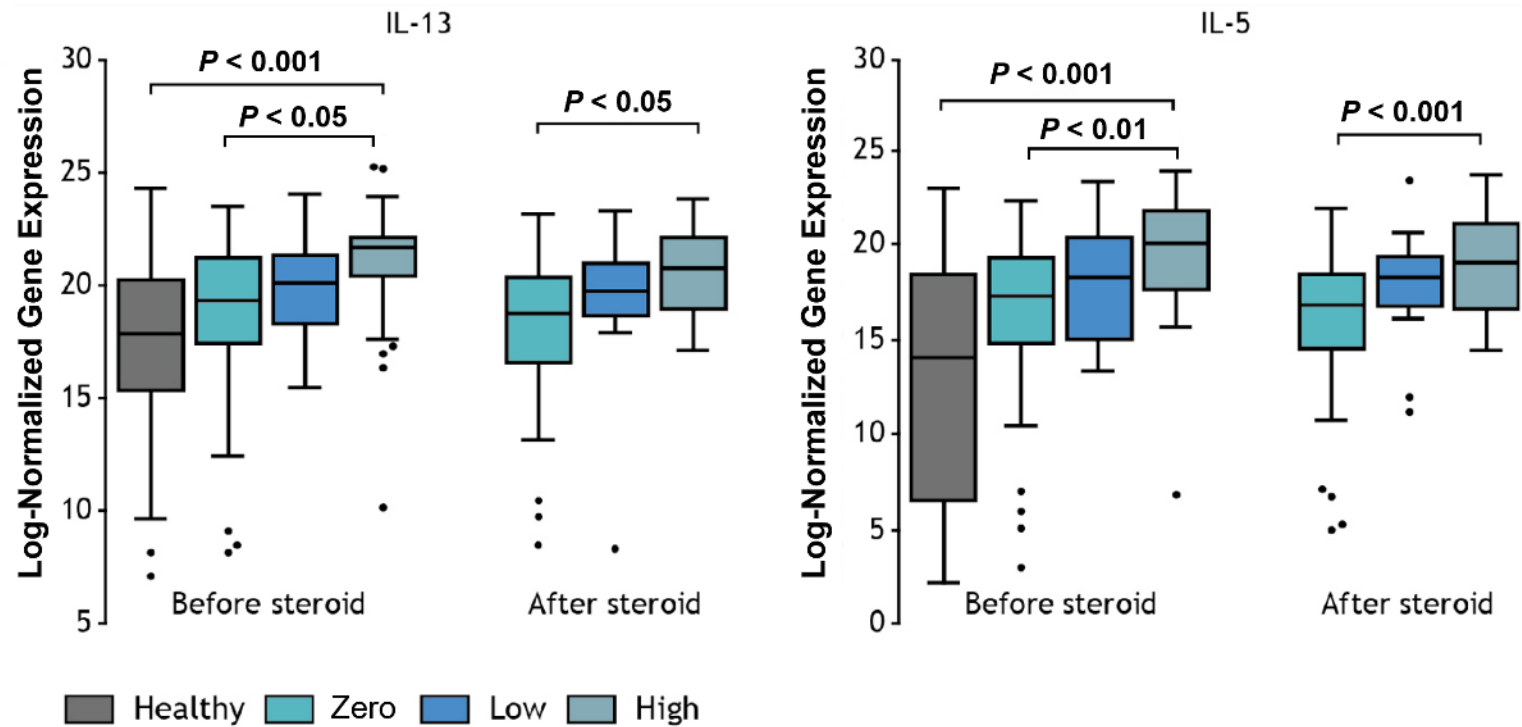 IL-13
Log-Normalized Gene Expression
30
25
20
15
10
5
P < 0.001
P < 0.05
P < 0.05
Before steroid
After steroid
IL-5
Log-Normalized Gene Expression
30
25
20
15
10
5
0
P < 0.001
P < 0.01
P < 0.001
Before steroid
After steroid
Healthy Zero Low High